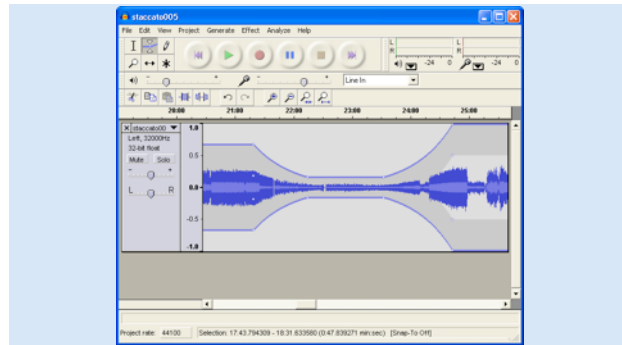 staccato005
File Edit View Project Generate Effect Analyze Help
L
R
L
R
-24 0
-24 0
- +
- +
Line In
20:00 21:00 22:00 23:00 24:00 25:00
X staccato00
Left, 32000Hz
32-bit float
Mute Solo
- +
L R
1.0
0.5
0.0
-0.5
-1.0
Project rate: 44100 Selection: 17:43.794309 - 18:31.633580 (0:47.839271 min:sec) [Snap-To Off]